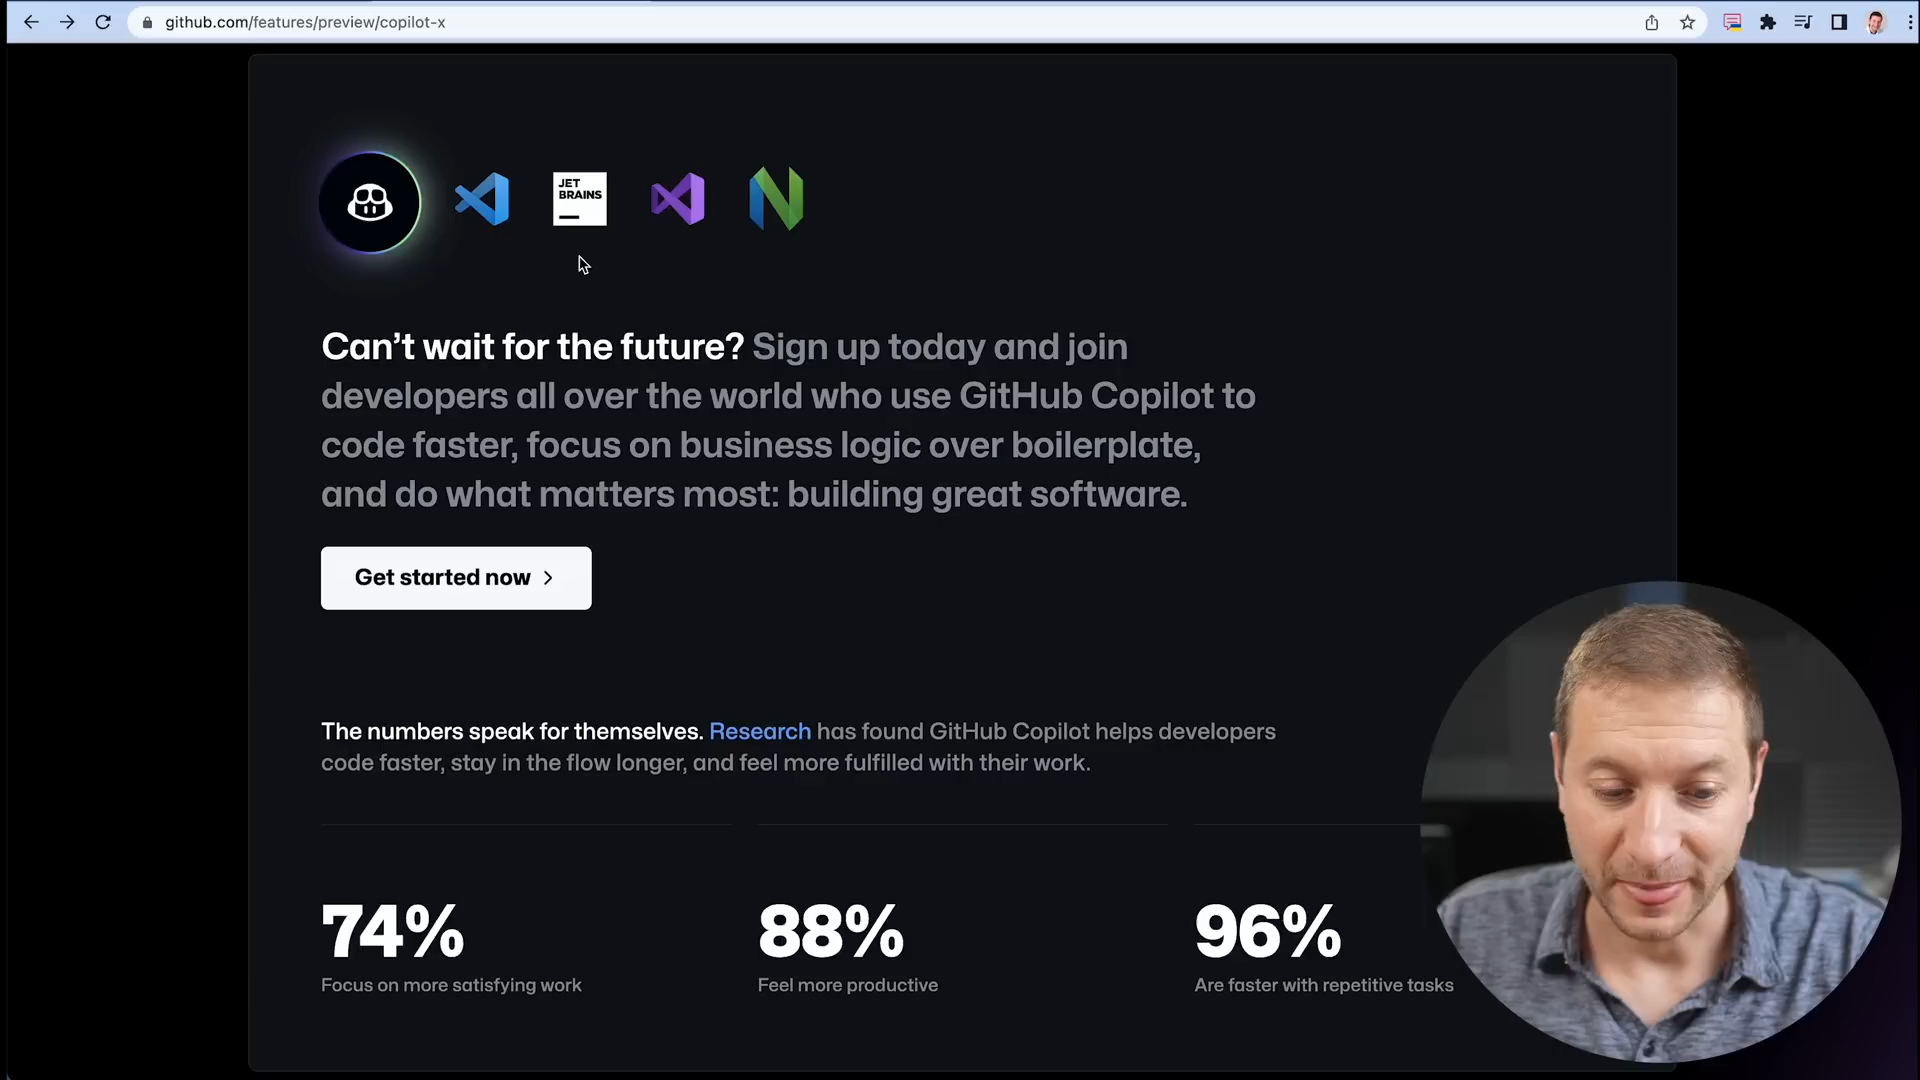 github.com/features/preview/copilot-x
JET
BRAINS
Can’t wait for the future? Sign up today and join
developers all over the world who use GitHub Copilot to
code faster, focus on business logic over boilerplate,
and do what matters most: building great software.
Get started now
The numbers speak for themselves. Research has found GitHub Copilot helps developers
code faster, stay in the flow longer, and feel more fulfilled with their work.
74%
88%
96%
Focus on more satisfying work
Feel more productive
Are faster with repetitive tasks